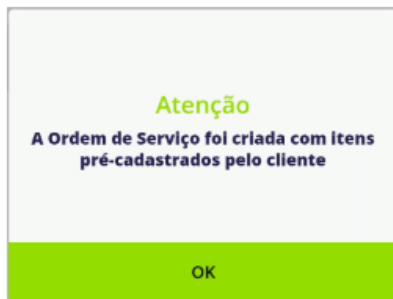 Atenção
A Ordem de Serviço foi criada com itens
pré-cadastrados pelo cliente
OK